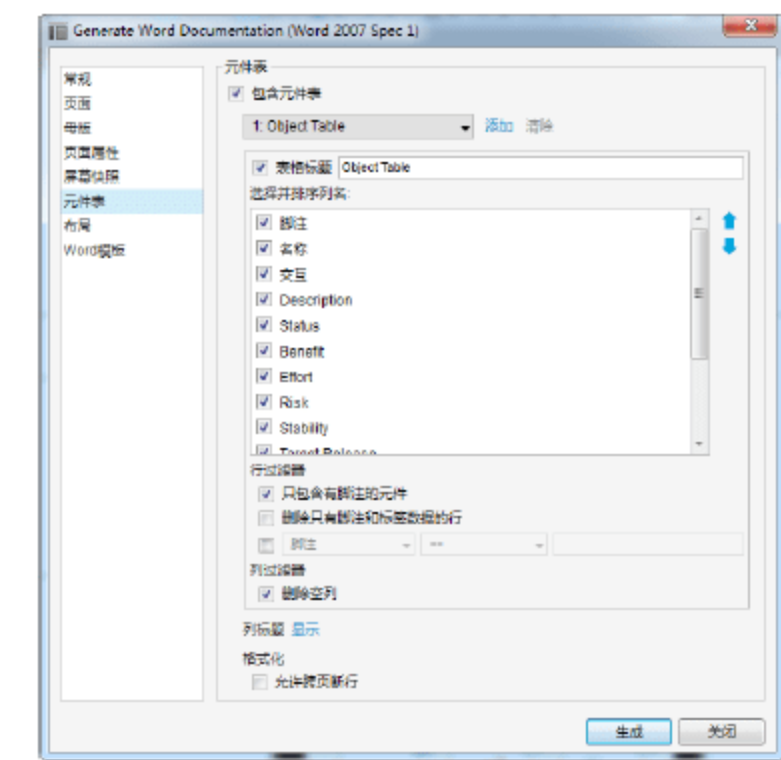 Generate Word Documentation (Word 2007 Spec 1)
常规
页面
母版
页面属性
屏幕快照
元件表
布局
Word模版
元件表
包含元件表
1: Object Table 添加 清除
表格标题 Object Table
选择并排序列名:
脚注
名称
交互
Description
Status
Benefit
Effort
Risk
Stability
Target Release
行过滤器
只包含有脚注的元件
删除只有脚注和标签数据的行
脚注 ==
列过滤器
删除空列
列标题 显示
格式化
允许跨页断行
生成 关闭